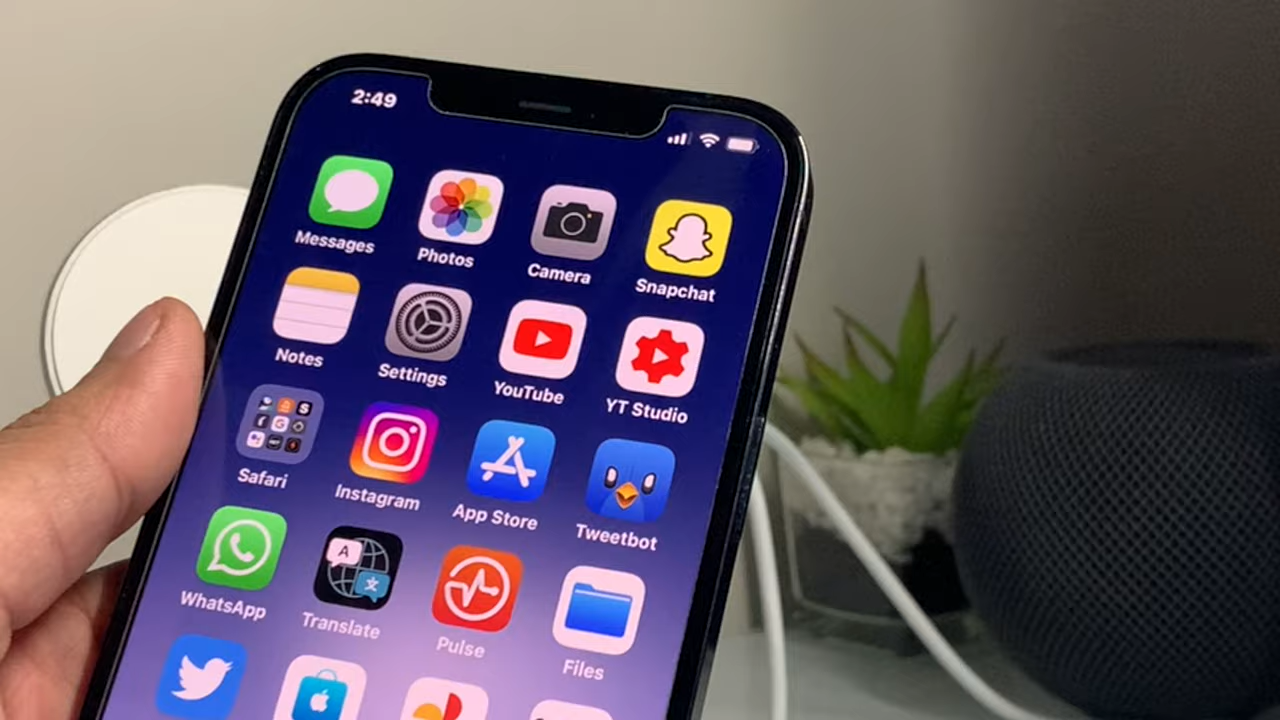 2:49
Messages
Photos
Camera
Snapchat
Notes
Settings
YouTube
YT Studio
Safari
Instagram
App Store
Tweetbot
WhatsApp
Translate
Pulse
Files